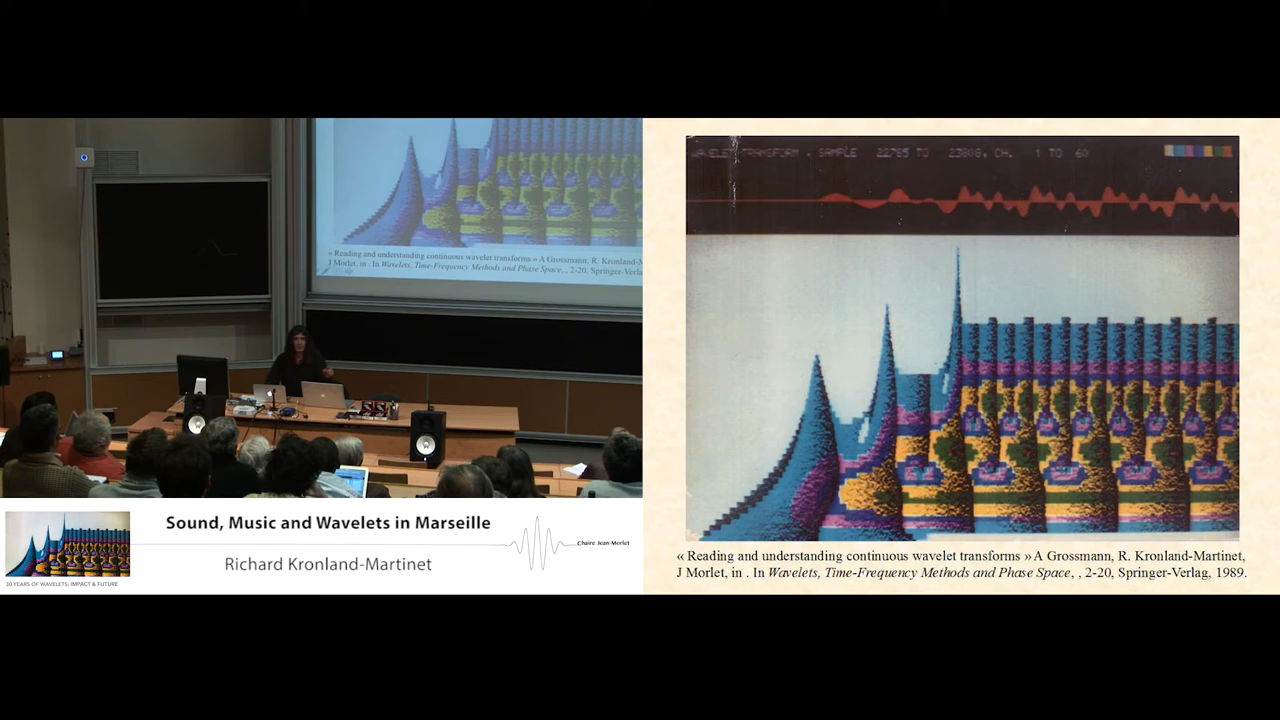 « Reading and understanding continuous wavelet transforms » A Grossmann, R. Kronland-M
J Morlet, in . In Wavelets, Time-Frequency Methods and Phase Space, , 2-20, Springer-Verla
Sound, Music and Wavelets in Marseille
Chaire Jean-Morlet
Richard Kronland-Martinet
30 YEARS OF WAVELETS: IMPACT & FUTURE
WAVELET TRANSFORM , SAMPLE 22785 TO 23808, CH, 1 TO 60
« Reading and understanding continuous wavelet transforms » A Grossmann, R. Kronland-Martinet,
J Morlet, in . In Wavelets, Time-Frequency Methods and Phase Space, , 2-20, Springer-Verlag, 1989.